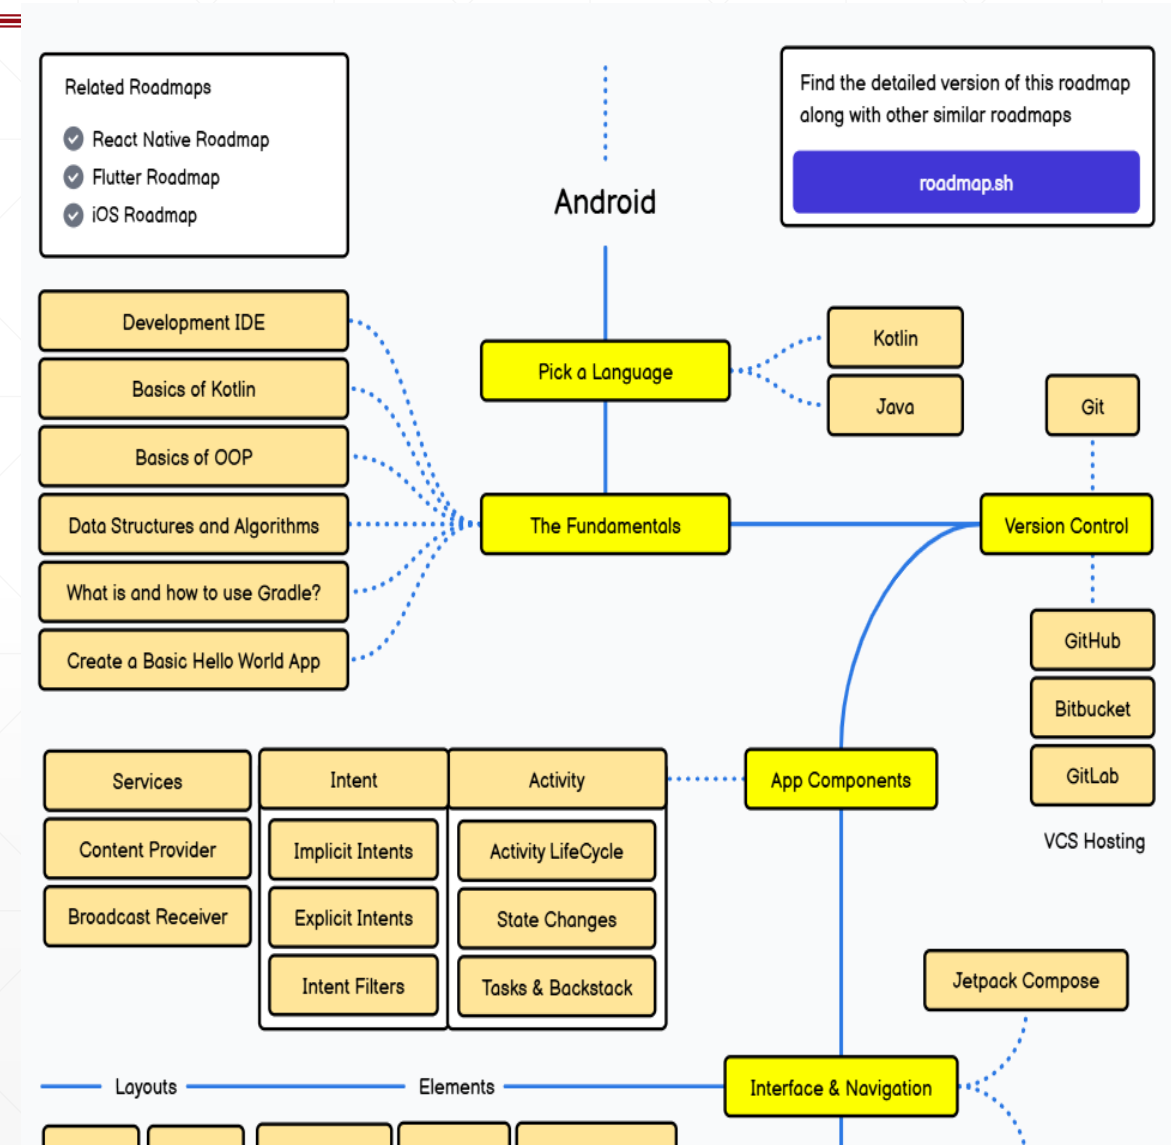 Related Roadmaps
React Native Roadmap
Flutter Roadmap
iOS Roadmap
Find the detailed version of this roadmap
along with other similar roadmaps
roadmap.sh
Android
Pick a Language
Kotlin
Java
Development IDE
Basics of Kotlin
Basics of OOP
Data Structures and Algorithms
What is and how to use Gradle?
Create a Basic Hello World App
The Fundamentals
Git
Version Control
GitHub
Bitbucket
GitLab
VCS Hosting
App Components
Services
Content Provider
Broadcast Receiver
Intent
Implicit Intents
Explicit Intents
Intent Filters
Activity
Activity LifeCycle
State Changes
Tasks & Backstack
Jetpack Compose
Interface & Navigation
Layouts
Elements